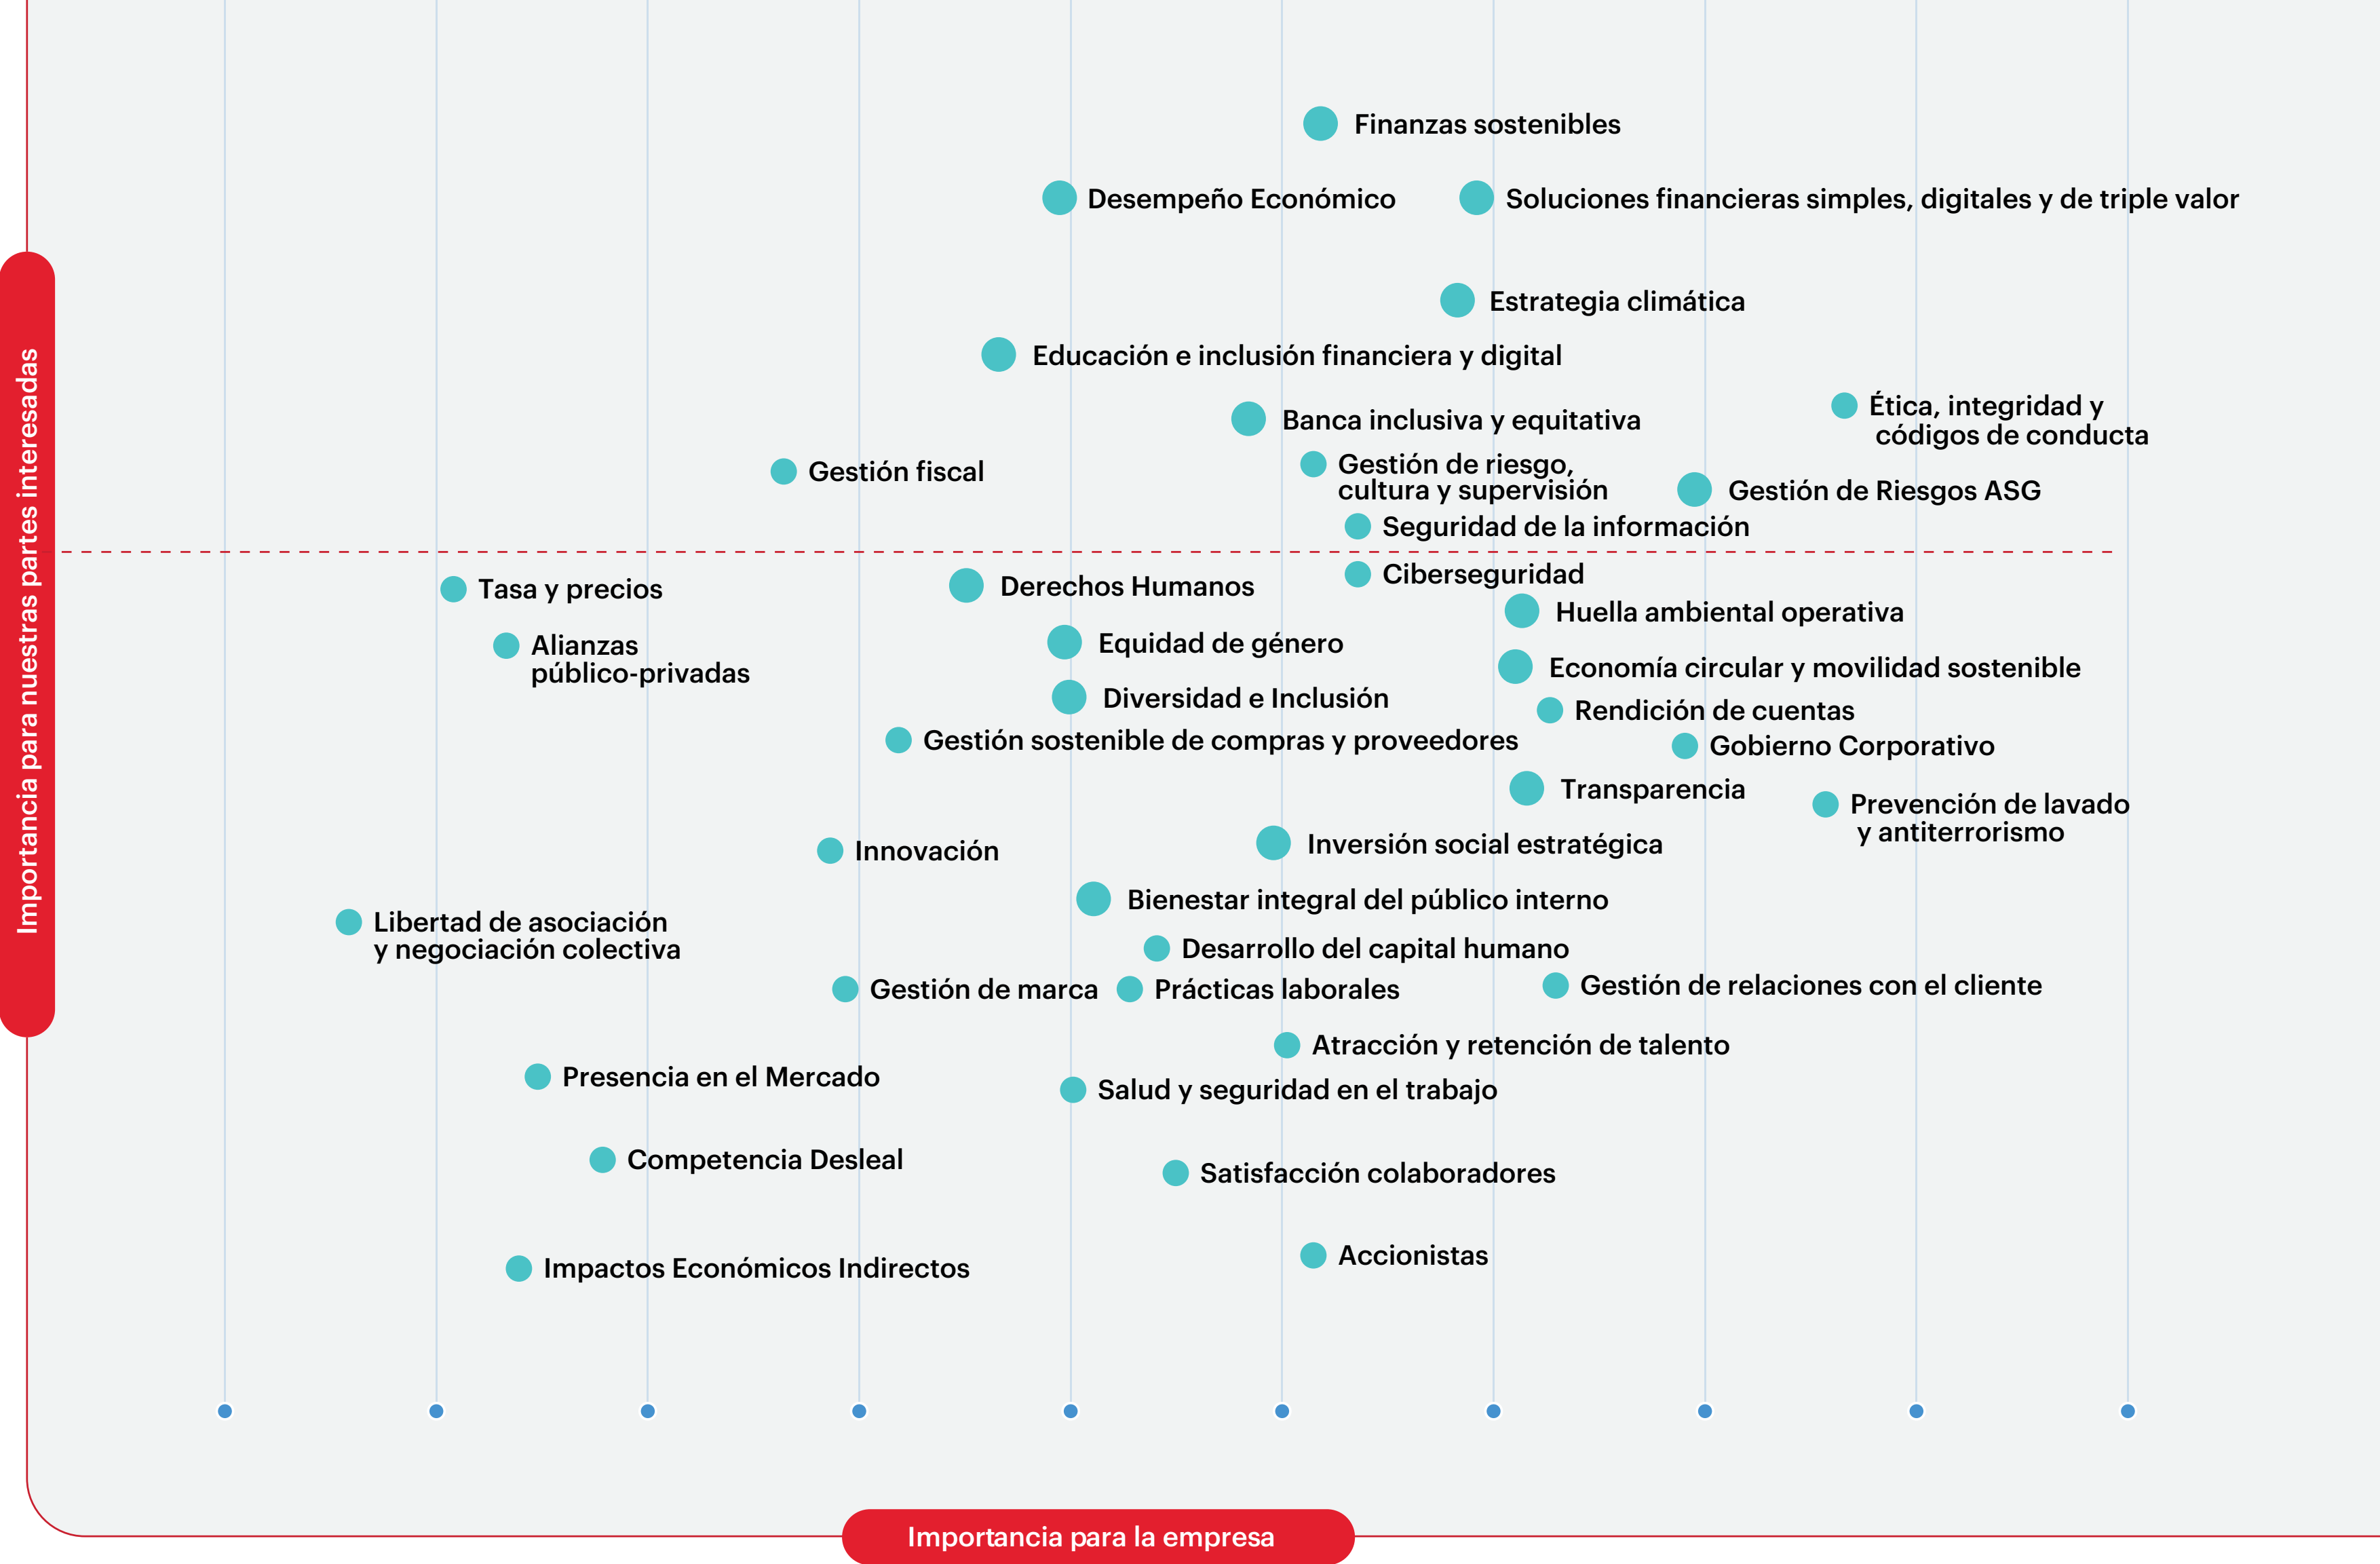 Finanzas sostenibles
Desempeño Económico
Soluciones financieras simples, digitales y de triple valor
Estrategia climática
Educación e inclusión financiera y digital
Banca inclusiva y equitativa
Ética, integridad y
códigos de conducta
Gestión fiscal
Gestión de riesgo,
cultura y supervisión
Gestión de Riesgos ASG
Seguridad de la información
Ciberseguridad
Tasa y precios
Derechos Humanos
Huella ambiental operativa
Alianzas
público-privadas
Equidad de género
Economía circular y movilidad sostenible
Diversidad e Inclusión
Rendición de cuentas
Gestión sostenible de compras y proveedores
Gobierno Corporativo
Transparencia
Prevención de lavado
y antiterrorismo
Innovación
Inversión social estratégica
Bienestar integral del público interno
Libertad de asociación
y negociación colectiva
Desarrollo del capital humano
Gestión de marca
Prácticas laborales
Gestión de relaciones con el cliente
Atracción y retención de talento
Presencia en el Mercado
Salud y seguridad en el trabajo
Competencia Desleal
Satisfacción colaboradores
Accionistas
Impactos Económicos Indirectos
Importancia para nuestras partes interesadas
Importancia para la empresa